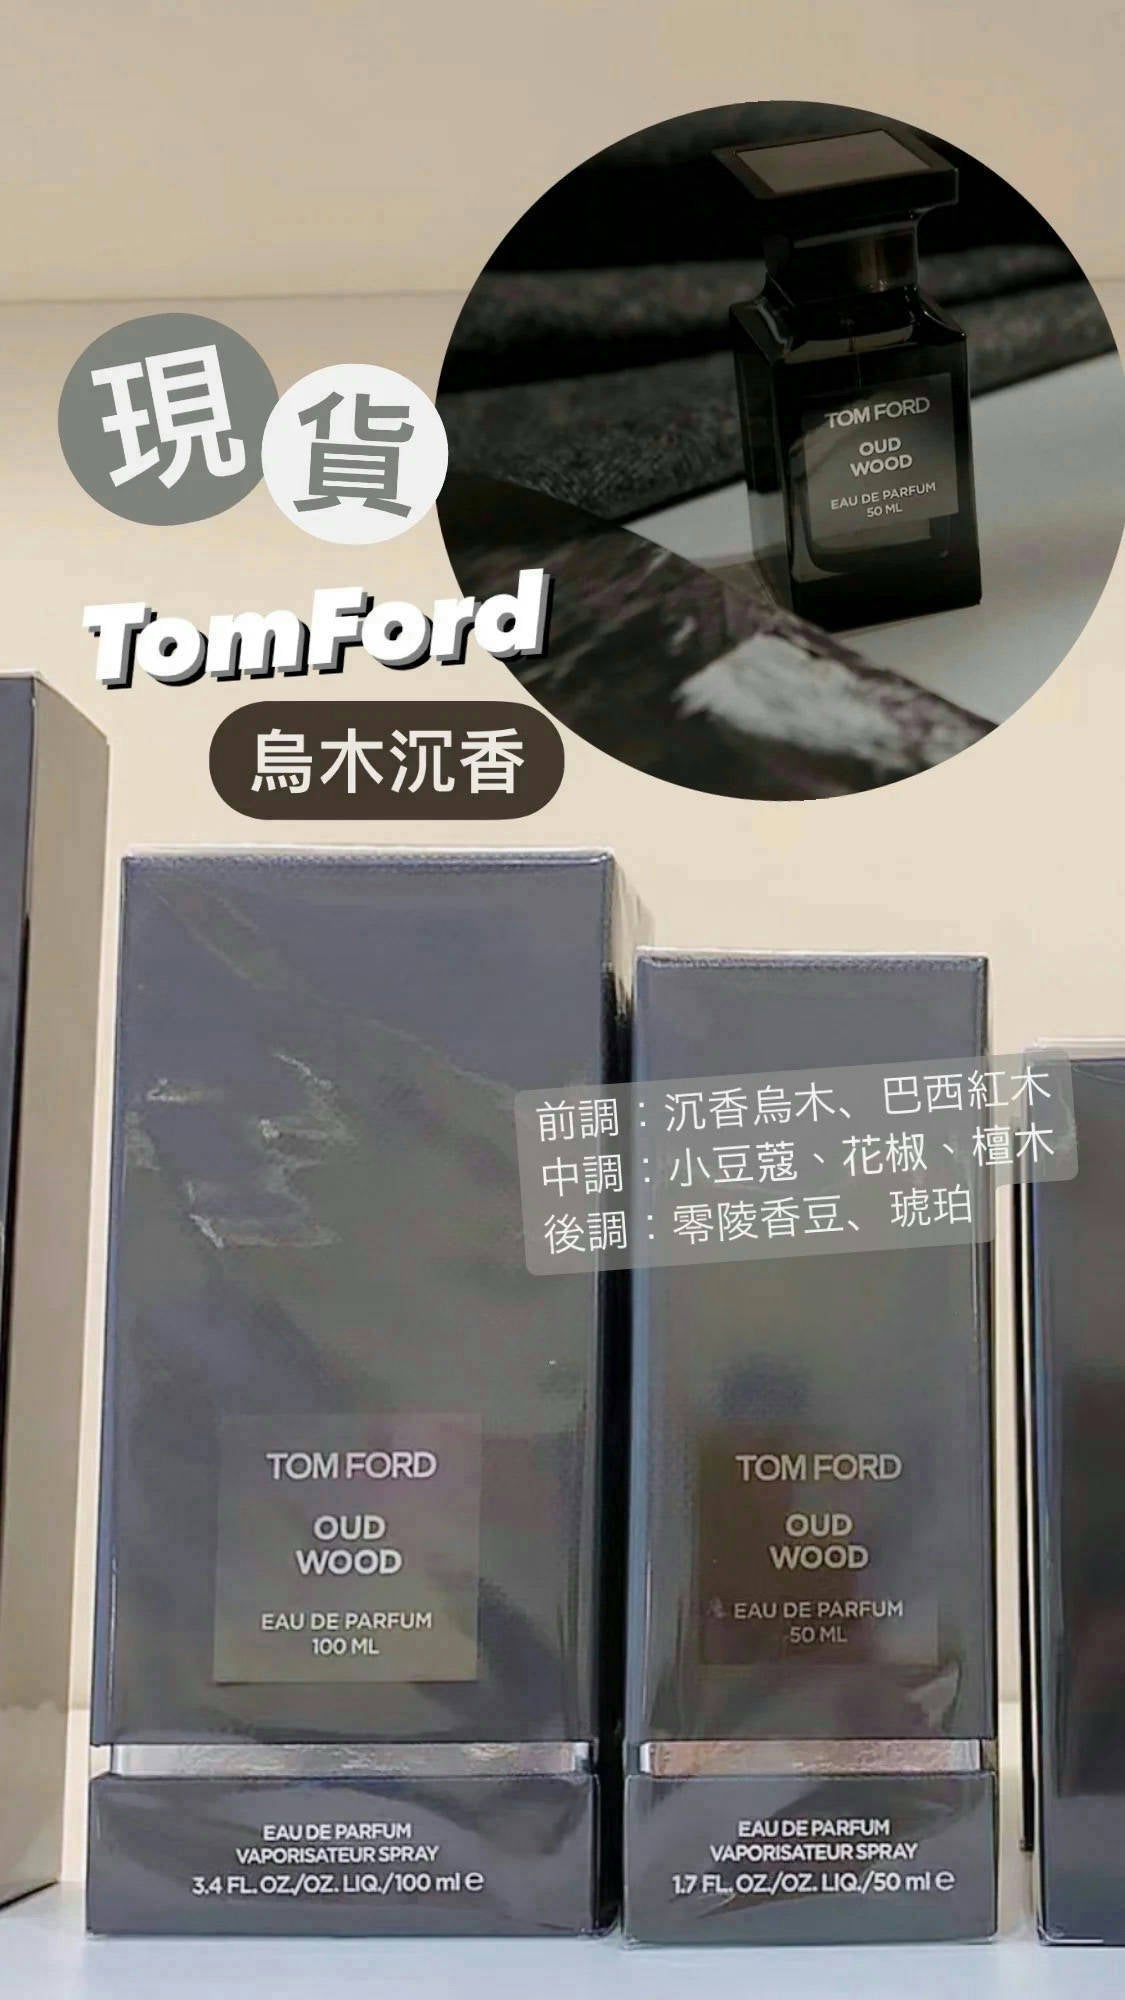 現貨
TomFord
烏木沉香
TOM FORD
OUD
WOOD
EAU DE PARFUM
50 ML
前調：沉香烏木、巴西紅木
中調：小豆蔻、花椒、檀木
後調：零陵香豆、琥珀
TOM FORD
OUD
WOOD
EAU DE PARFUM
100 ML
EAU DE PARFUM
VAPORISATEUR SPRAY
3.4 FL. OZ./OZ. LIQ./100 ml e
TOM FORD
OUD
WOOD
EAU DE PARFUM
50 ML
EAU DE PARFUM
VAPORISATEUR SPRAY
1.7 FL. OZ./OZ. LIQ./50 ml e